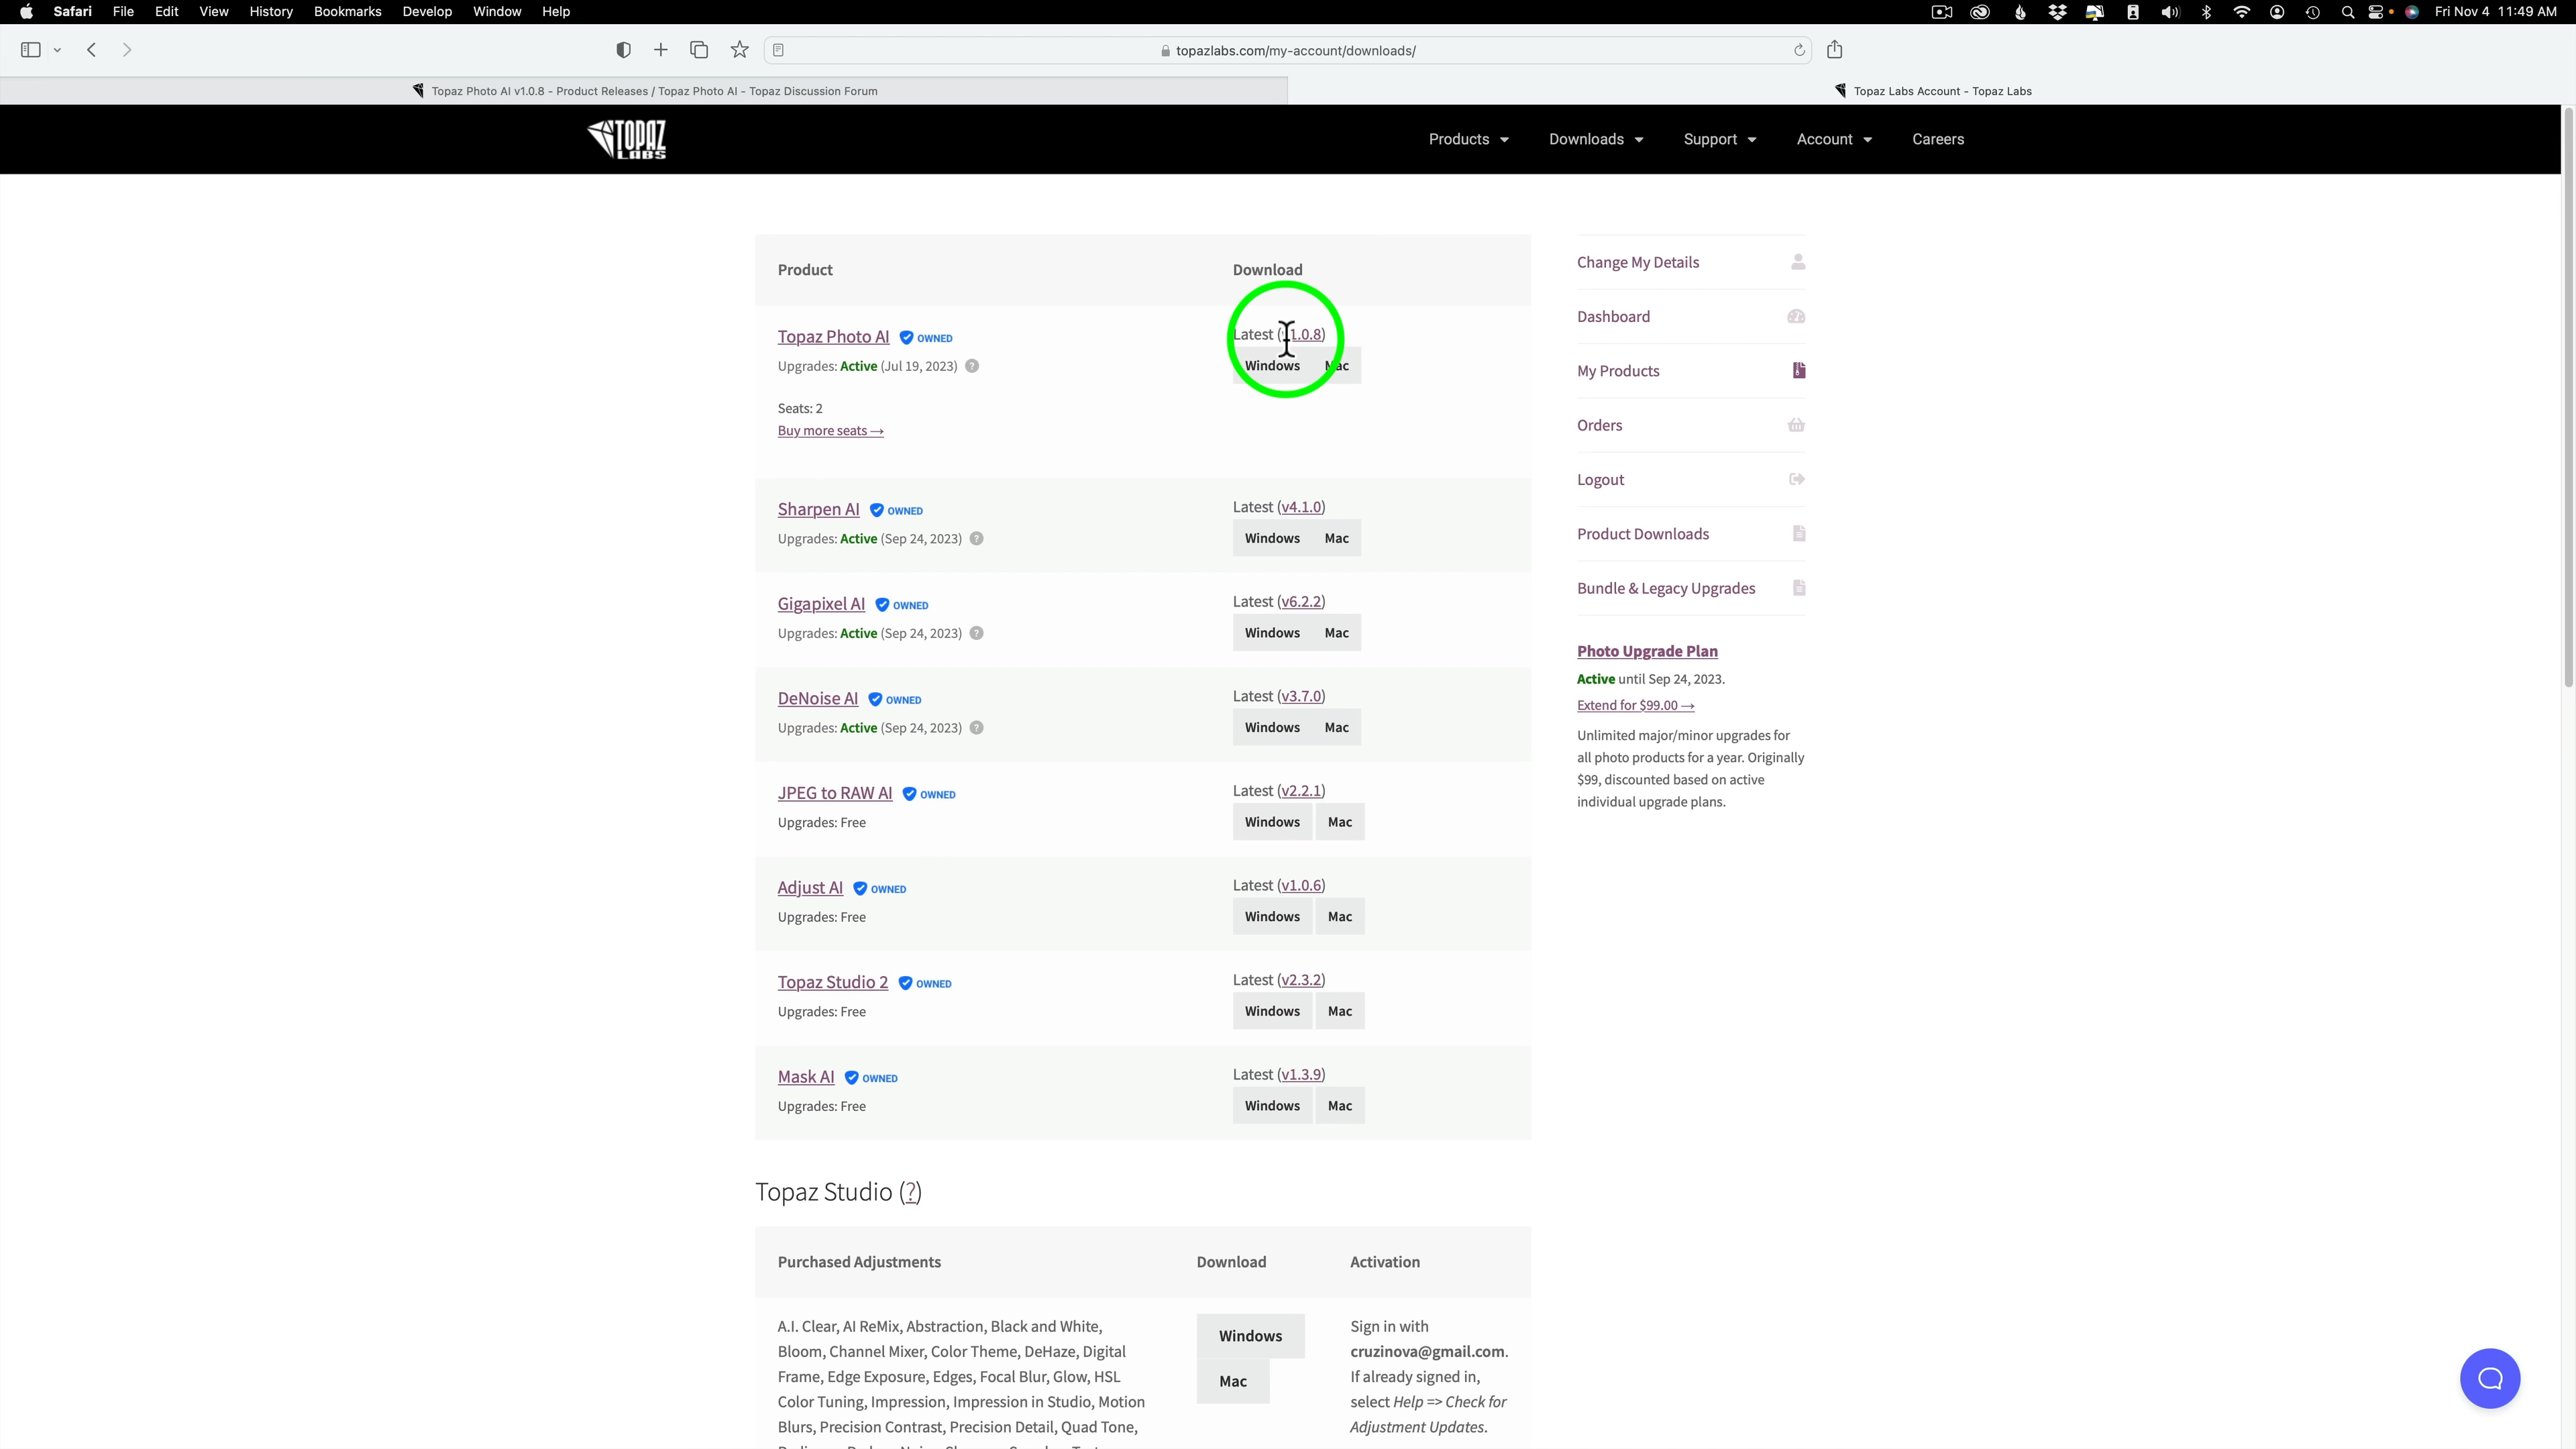 Safari File Edit View History Bookmarks Develop Window Help
Fri Nov 4 11:49 AM
topazlabs.com/my-account/downloads/
Topaz Photo AI v1.0.8 - Product Releases / Topaz Photo AI - Topaz Discussion Forum
Topaz Labs Account - Topaz Labs
TOPAZ
LABS
Products Downloads Support Account Careers
Product Download
Topaz Photo AI OWNED
Upgrades: Active (Jul 19, 2023) ?
Seats: 2
Buy more seats →
Latest (1.0.8)
Windows Mac
Sharpen AI OWNED
Upgrades: Active (Sep 24, 2023) ?
Latest (v4.1.0)
Windows Mac
Gigapixel AI OWNED
Upgrades: Active (Sep 24, 2023) ?
Latest (v6.2.2)
Windows Mac
DeNoise AI OWNED
Upgrades: Active (Sep 24, 2023) ?
Latest (v3.7.0)
Windows Mac
JPEG to RAW AI OWNED
Upgrades: Free
Latest (v2.2.1)
Windows Mac
Adjust AI OWNED
Upgrades: Free
Latest (v1.0.6)
Windows Mac
Topaz Studio 2 OWNED
Upgrades: Free
Latest (v2.3.2)
Windows Mac
Mask AI OWNED
Upgrades: Free
Latest (v1.3.9)
Windows Mac
Change My Details
Dashboard
My Products
Orders
Logout
Product Downloads
Bundle & Legacy Upgrades
Photo Upgrade Plan
Active until Sep 24, 2023.
Extend for $99.00 →
Unlimited major/minor upgrades for
all photo products for a year. Originally
$99, discounted based on active
individual upgrade plans.
Topaz Studio (?)
Purchased Adjustments Download Activation
A.I. Clear, AI ReMix, Abstraction, Black and White,
Bloom, Channel Mixer, Color Theme, DeHaze, Digital
Frame, Edge Exposure, Edges, Focal Blur, Glow, HSL
Color Tuning, Impression, Impression in Studio, Motion
Blurs, Precision Contrast, Precision Detail, Quad Tone,
Windows
Mac
Sign in with
cruzinova@gmail.com.
If already signed in,
select Help => Check for
Adjustment Updates.